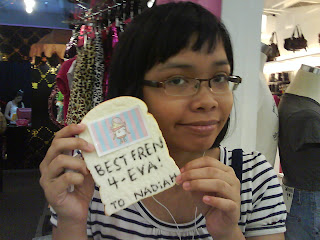 BEST FREN
4-EVA!
TO NADIAH